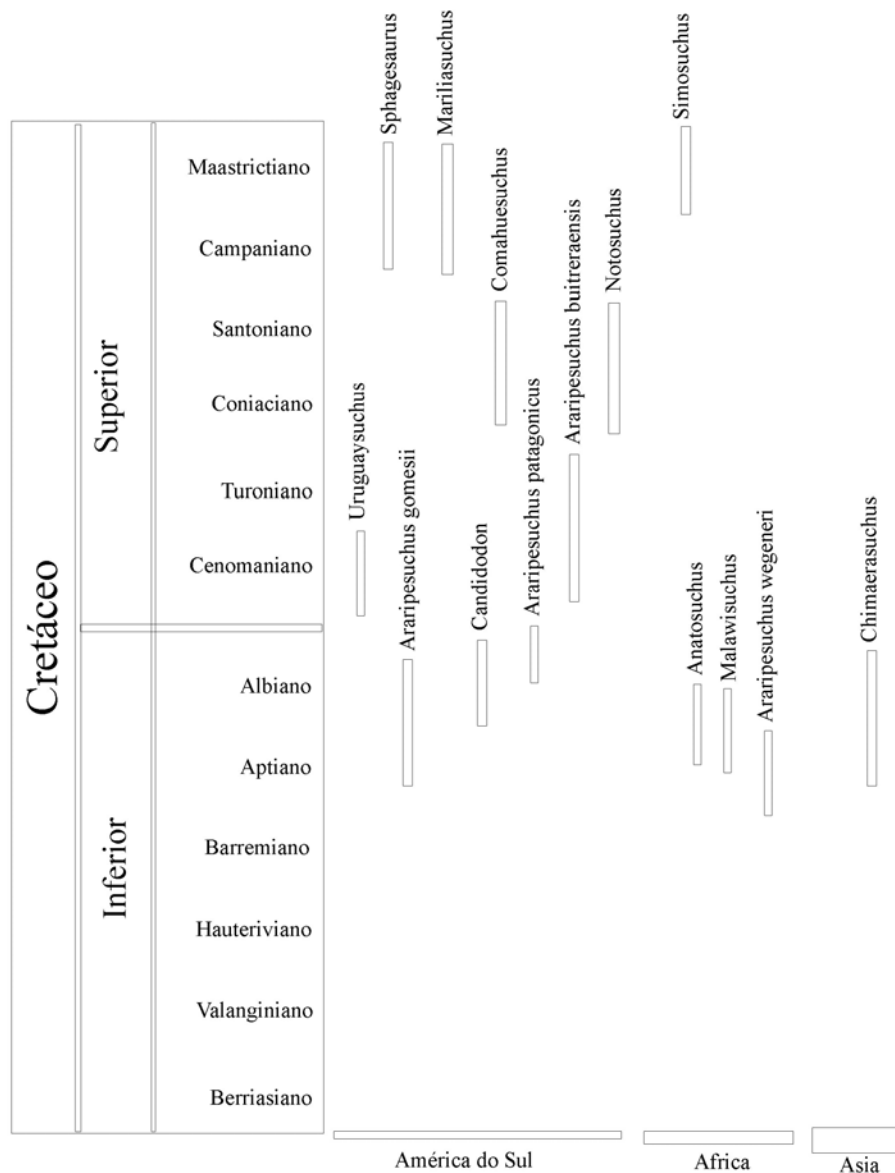 Cretáceo
Superior
Inferior
Maastrictiano
Campaniano
Santoniano
Coniaciano
Turoniano
Cenomaniano
Albiano
Aptiano
Barremiano
Hauteriviano
Valanginiano
Berriasiano
Uruguaysuchus
Sphagesaurus
Araripesuchus gomesii
Mariliasuchus
Candidodon
Comahuesuchus
Araripesuchus patagonicus
Araripesuchus buitreraensis
Notosuchus
Simosuchus
Anatosuchus
Malawisuchus
Araripesuchus wegeneri
Chimaerasuchus
América do Sul
Africa
Asia